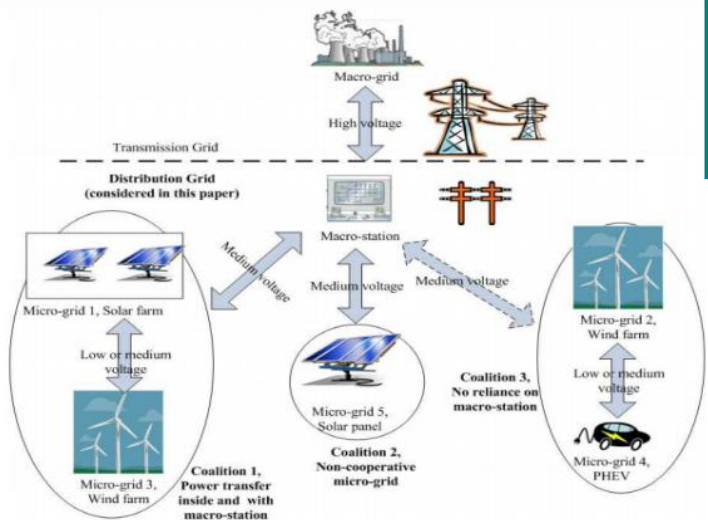 Macro-grid
High voltage
Transmission Grid
Distribution Grid
(considered in this paper)
Macro-station
Medium voltage
Medium voltage
Medium voltage
Micro-grid 1, Solar farm
Low or medium
voltage
Micro-grid 3,
Wind farm
Coalition 1,
Power transfer
inside and with
macro-station
Micro-grid 5,
Solar panel
Coalition 2,
Non-cooperative
micro-grid
Coalition 3,
No reliance on
macro-station
Micro-grid 2,
Wind farm
Low or medium
voltage
Micro-grid 4,
PHEV